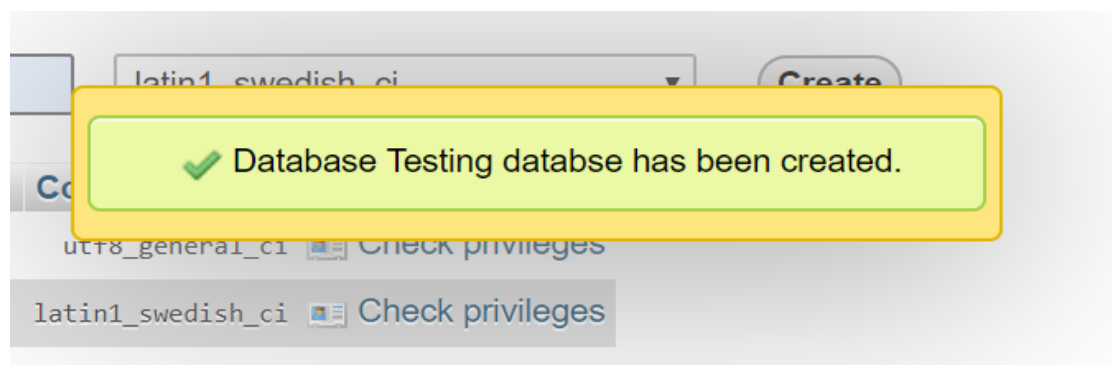 latin1_swedish_ci Create
Database Testing databse has been created.
Co
utf8_general_ci Check privileges
latin1_swedish_ci Check privileges